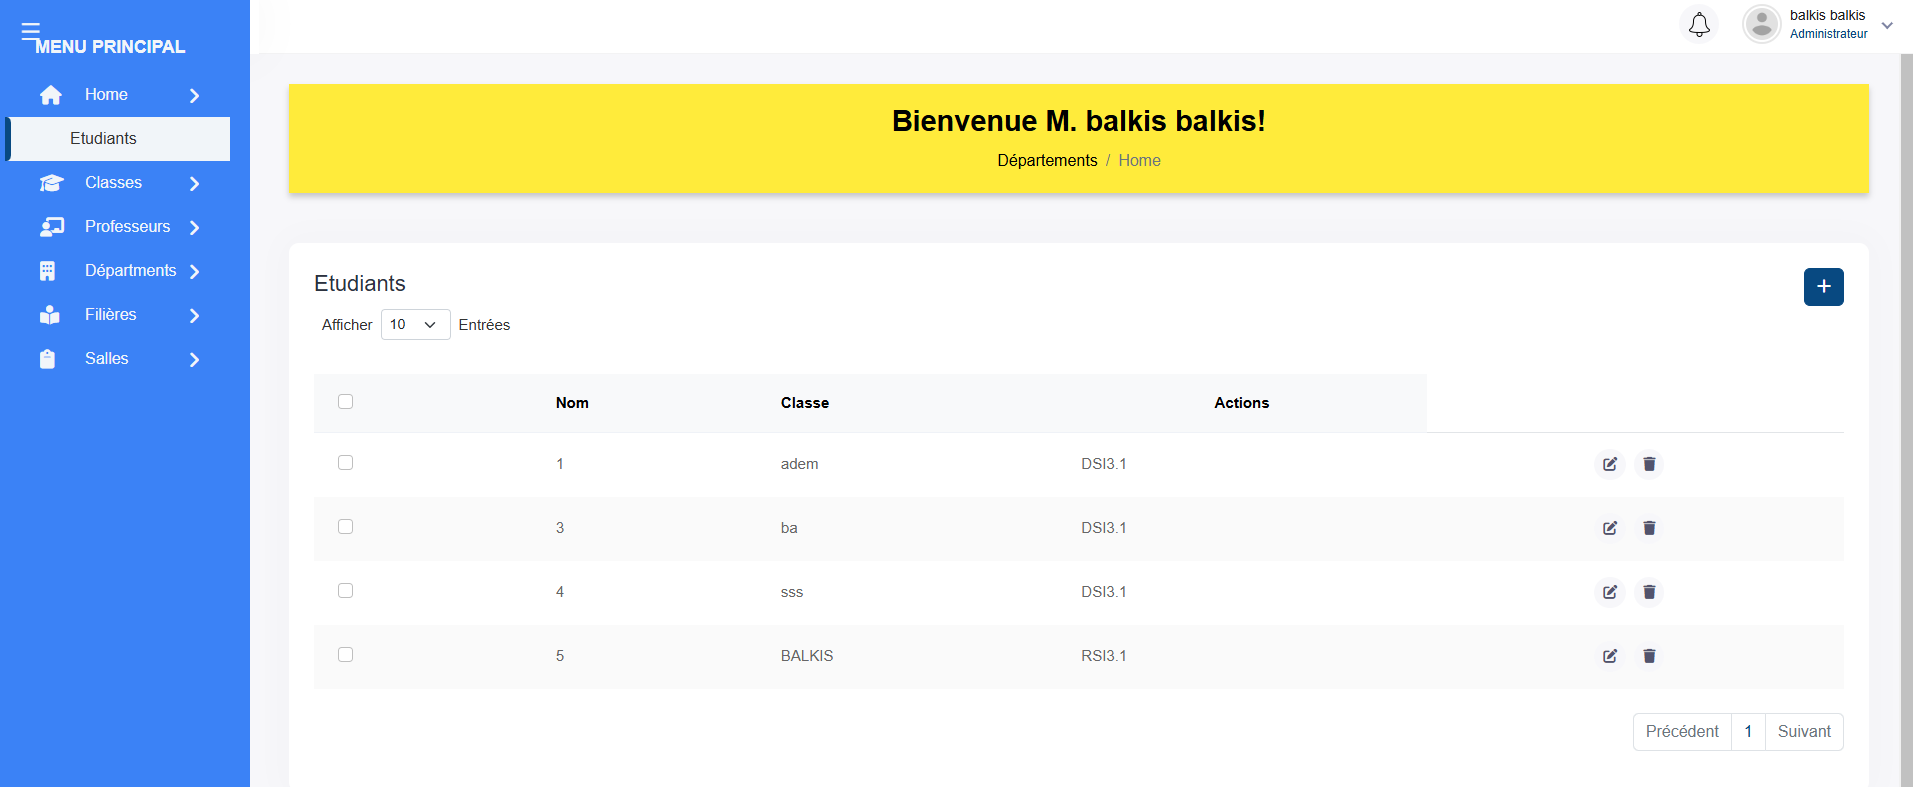 MENU PRINCIPAL
Home
Etudiants
Classes
Professeurs
Départments
Filières
Salles
balkis balkis
Administrateur
Bienvenue M. balkis balkis!
Départements / Home
Etudiants
+
Afficher 10 Entrées
Nom Classe Actions
1 adem DSI3.1
3 ba DSI3.1
4 sss DSI3.1
5 BALKIS RSI3.1
Précédent 1 Suivant